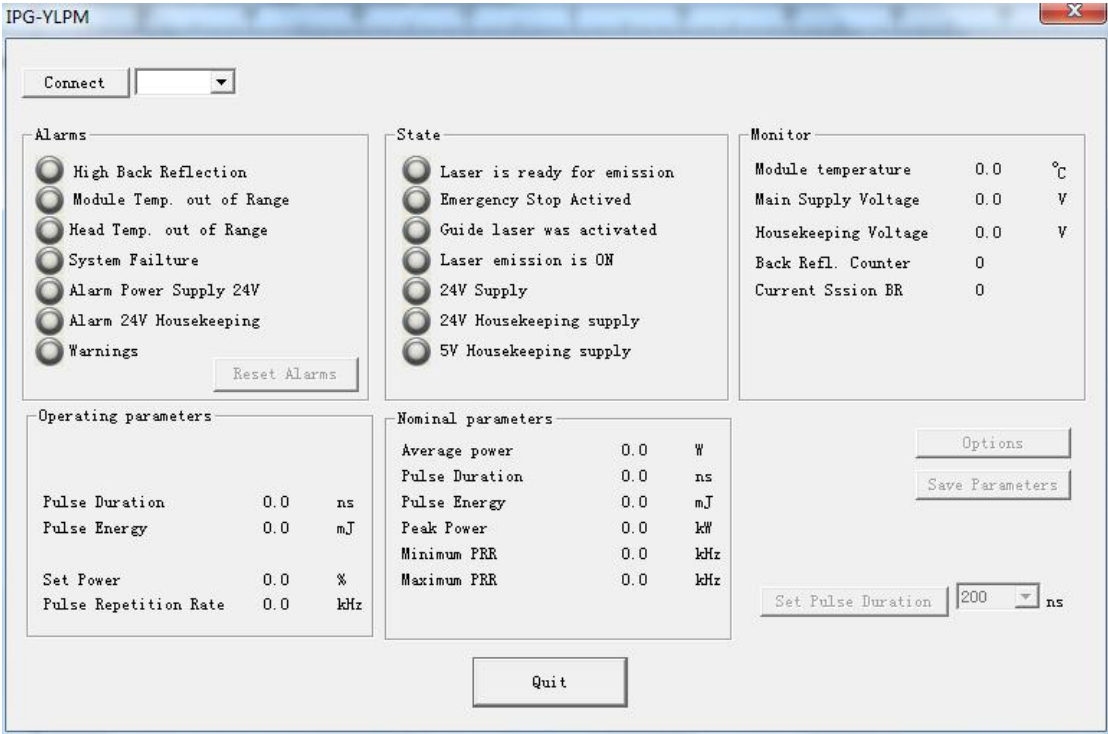 IPG-YLPM
Connect
Alarms
High Back Reflection
Module Temp. out of Range
Head Temp. out of Range
System Failture
Alarm Power Supply 24V
Alarm 24V Housekeeping
Warnings
Reset Alarms
State
Laser is ready for emission
Emergency Stop Actived
Guide laser was activated
Laser emission is ON
24V Supply
24V Housekeeping supply
5V Housekeeping supply
Monitor
Module temperature 0.0 ℃
Main Supply Voltage 0.0 V
Housekeeping Voltage 0.0 V
Back Refl. Counter 0
Current Sssion BR 0
Operating parameters
Pulse Duration 0.0 ns
Pulse Energy 0.0 mJ
Set Power 0.0 %
Pulse Repetition Rate 0.0 kHz
Nominal parameters
Average power 0.0 W
Pulse Duration 0.0 ns
Pulse Energy 0.0 mJ
Peak Power 0.0 kW
Minimum PRR 0.0 kHz
Maximum PRR 0.0 kHz
Options
Save Parameters
Set Pulse Duration 200 ns
Quit